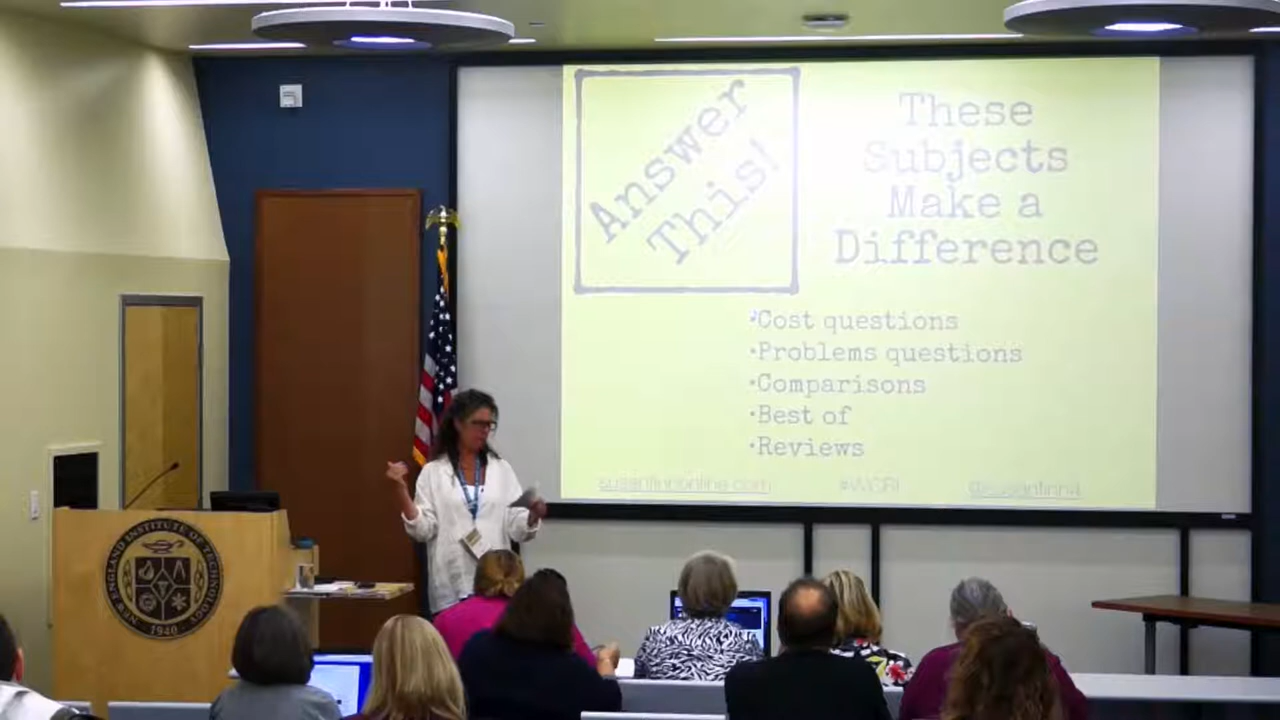 Answer
This!
These
Subjects
Make a
Difference
•Cost questions
•Problems questions
•Comparisons
•Best of
•Reviews
NEW ENGLAND INSTITUTE OF TECHNOLOGY
1940